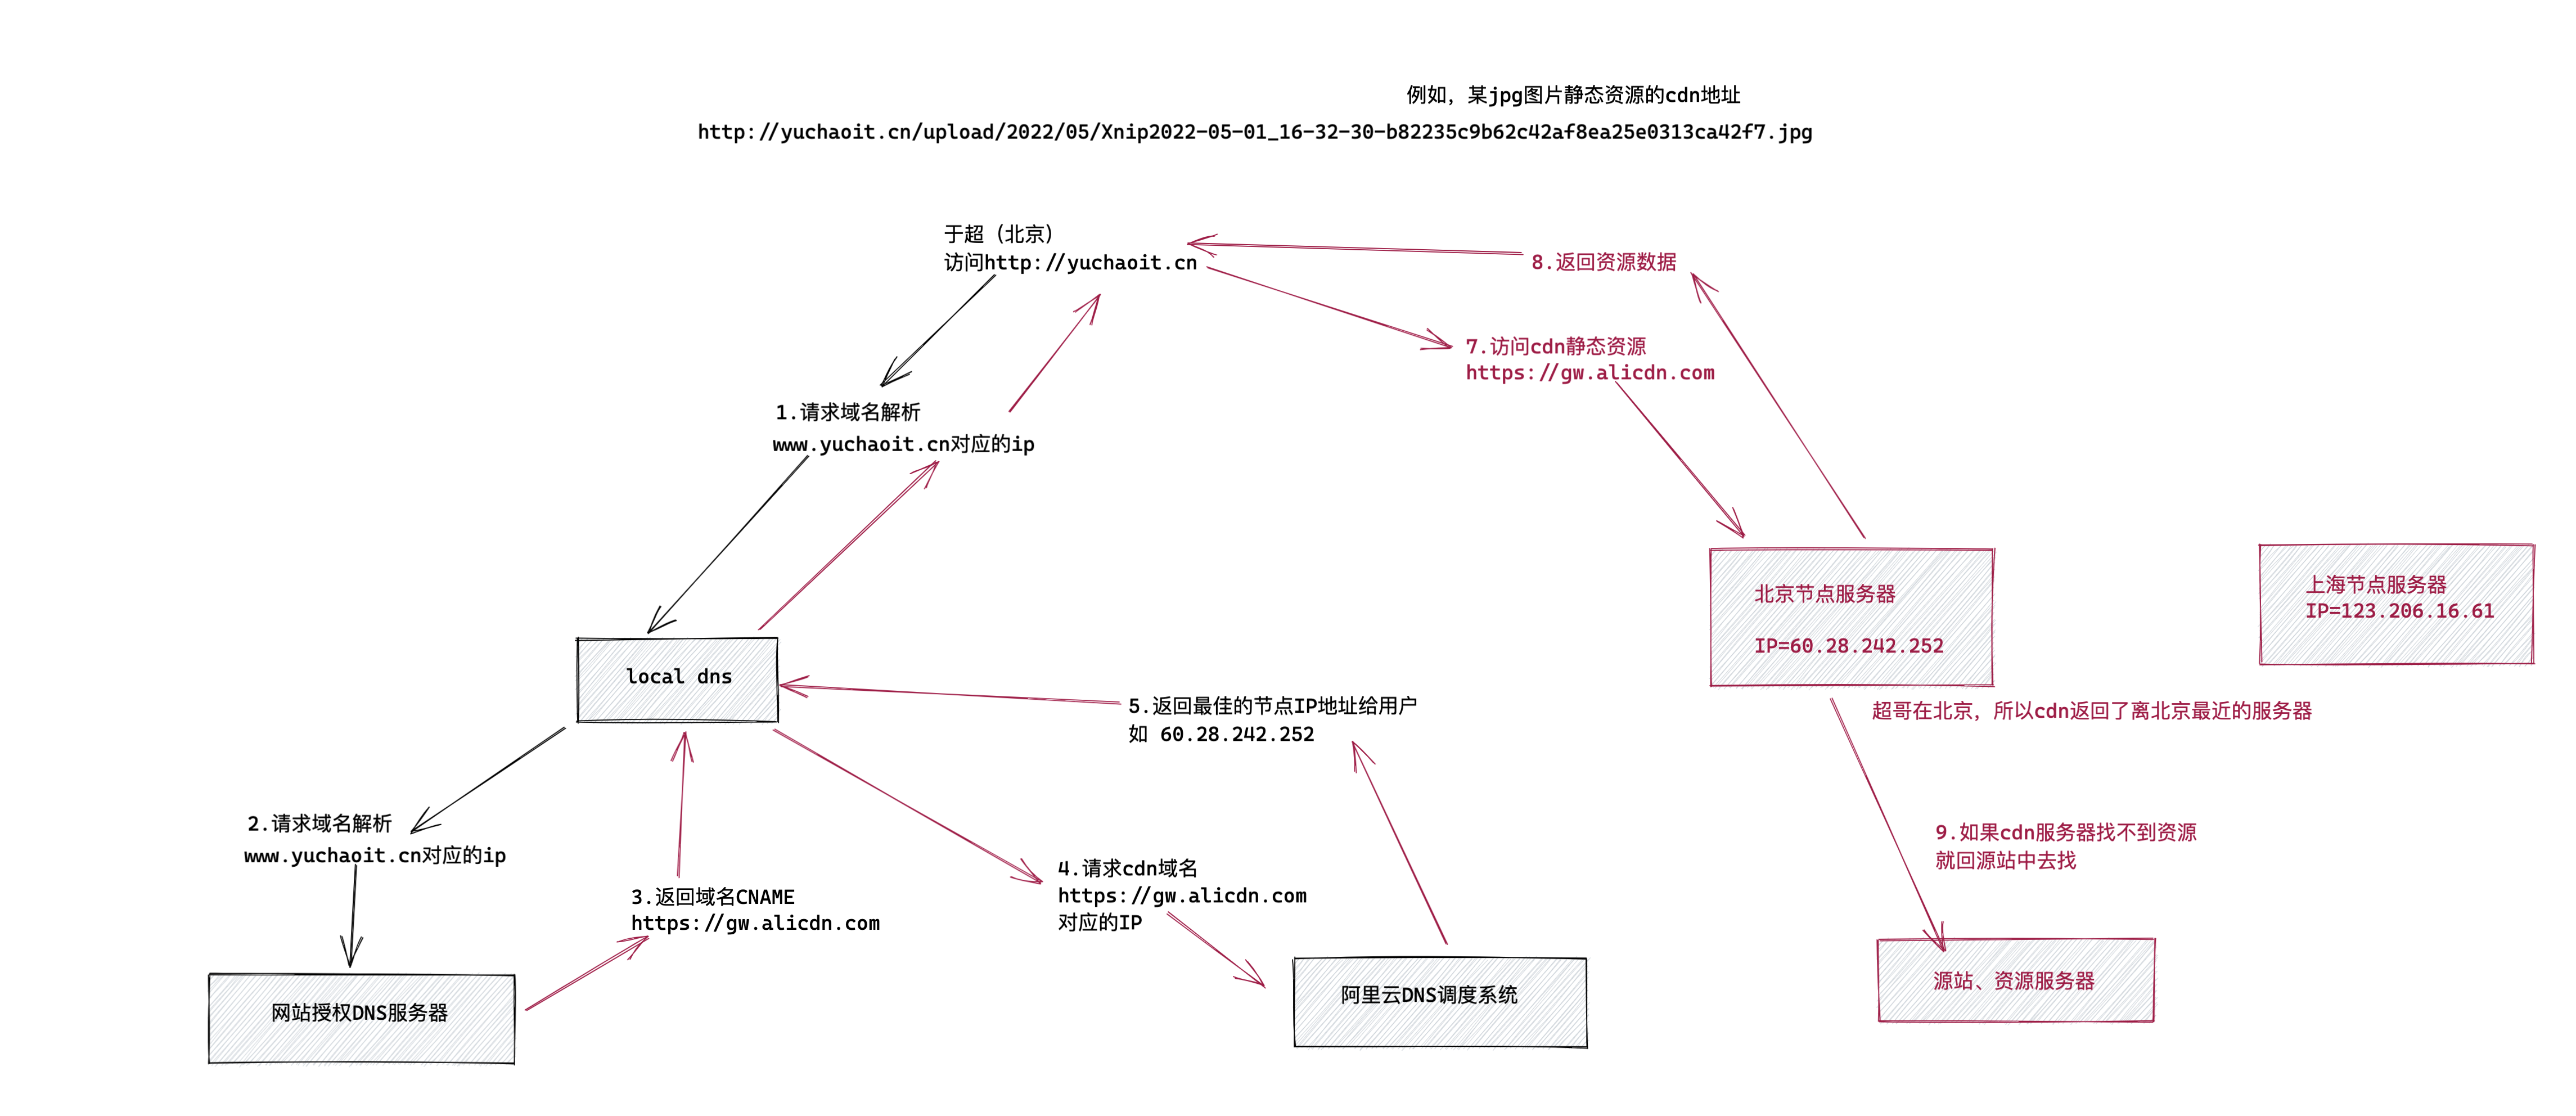 例如，某jpg图片静态资源的cdn地址
http://yuchaoit.cn/upload/2022/05/Xnip2022-05-01_16-32-30-b82235c9b62c42af8ea25e0313ca42f7.jpg
于超（北京）
访问http://yuchaoit.cn
8.返回资源数据
7.访问cdn静态资源
https://gw.alicdn.com
1.请求域名解析
www.yuchaoit.cn对应的ip
北京节点服务器
IP=60.28.242.252
上海节点服务器
IP=123.206.16.61
local dns
5.返回最佳的节点IP地址给用户
如 60.28.242.252
超哥在北京，所以cdn返回了离北京最近的服务器
2.请求域名解析
www.yuchaoit.cn对应的ip
9.如果cdn服务器找不到资源
就回源站中去找
3.返回域名CNAME
https://gw.alicdn.com
4.请求cdn域名
https://gw.alicdn.com
对应的IP
网站授权DNS服务器
阿里云DNS调度系统
源站、资源服务器